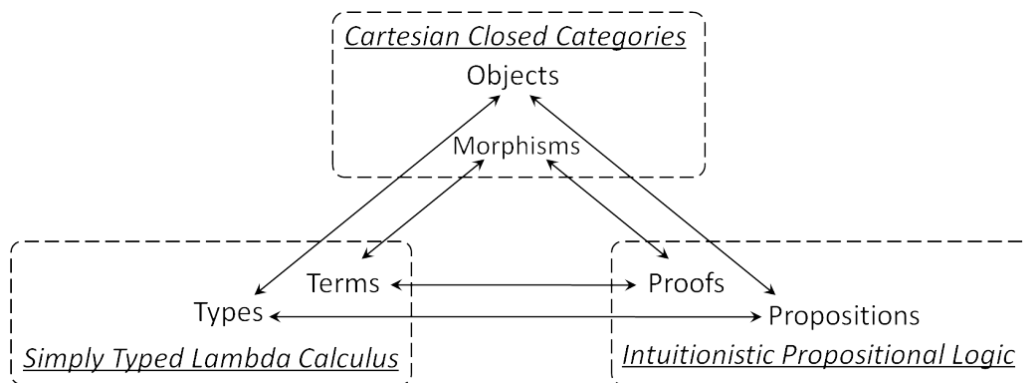 Cartesian Closed Categories
Objects
Morphisms
Terms
Proofs
Types
Propositions
Simply Typed Lambda Calculus
Intuitionistic Propositional Logic